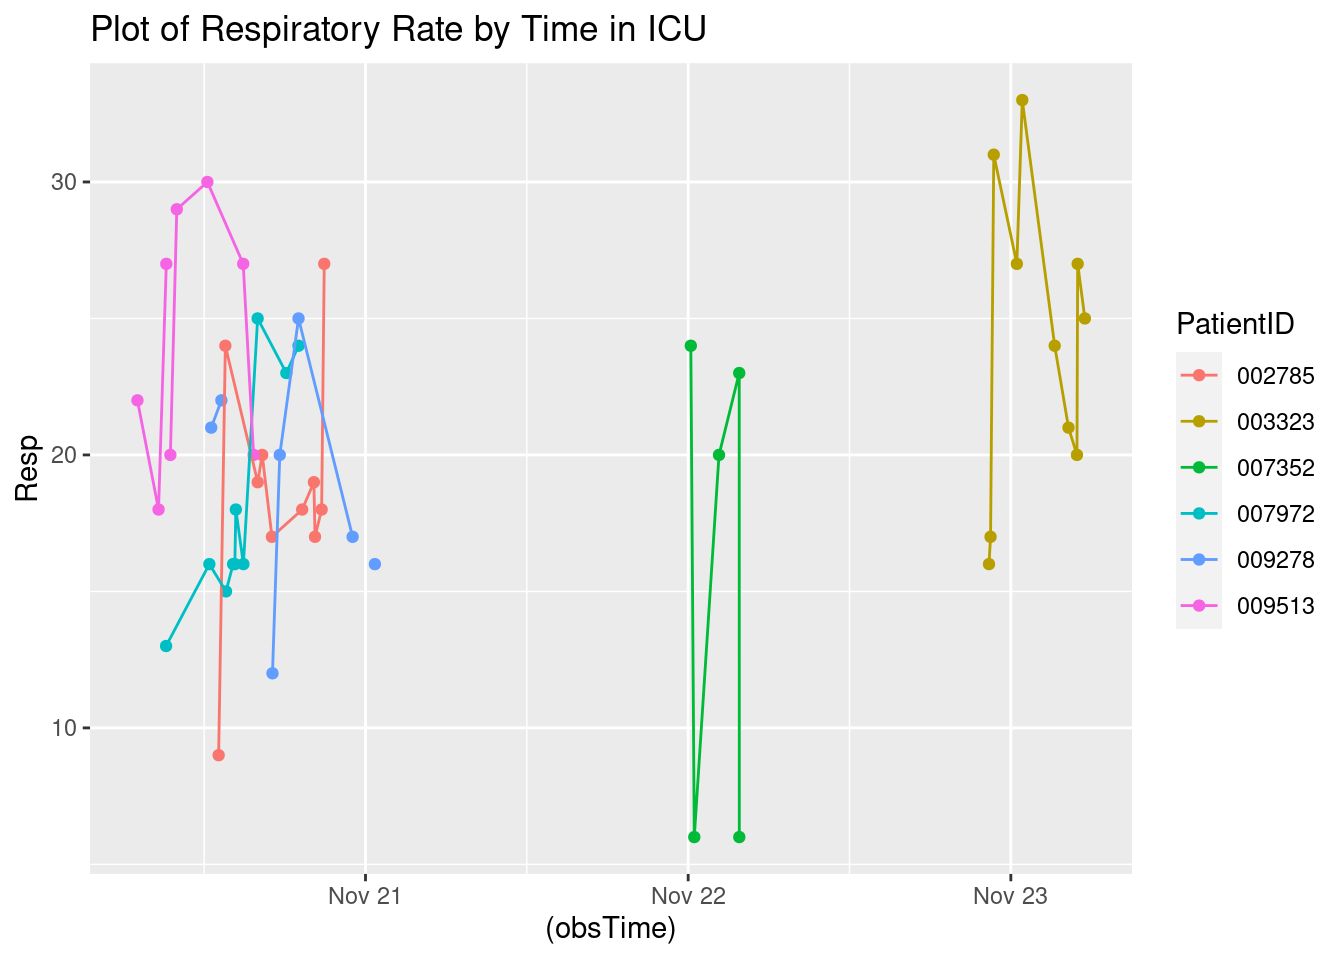 Plot of Respiratory Rate by Time in ICU
Resp
30
20
10
Nov 21
Nov 22
Nov 23
(obsTime)
PatientID
002785
003323
007352
007972
009278
009513